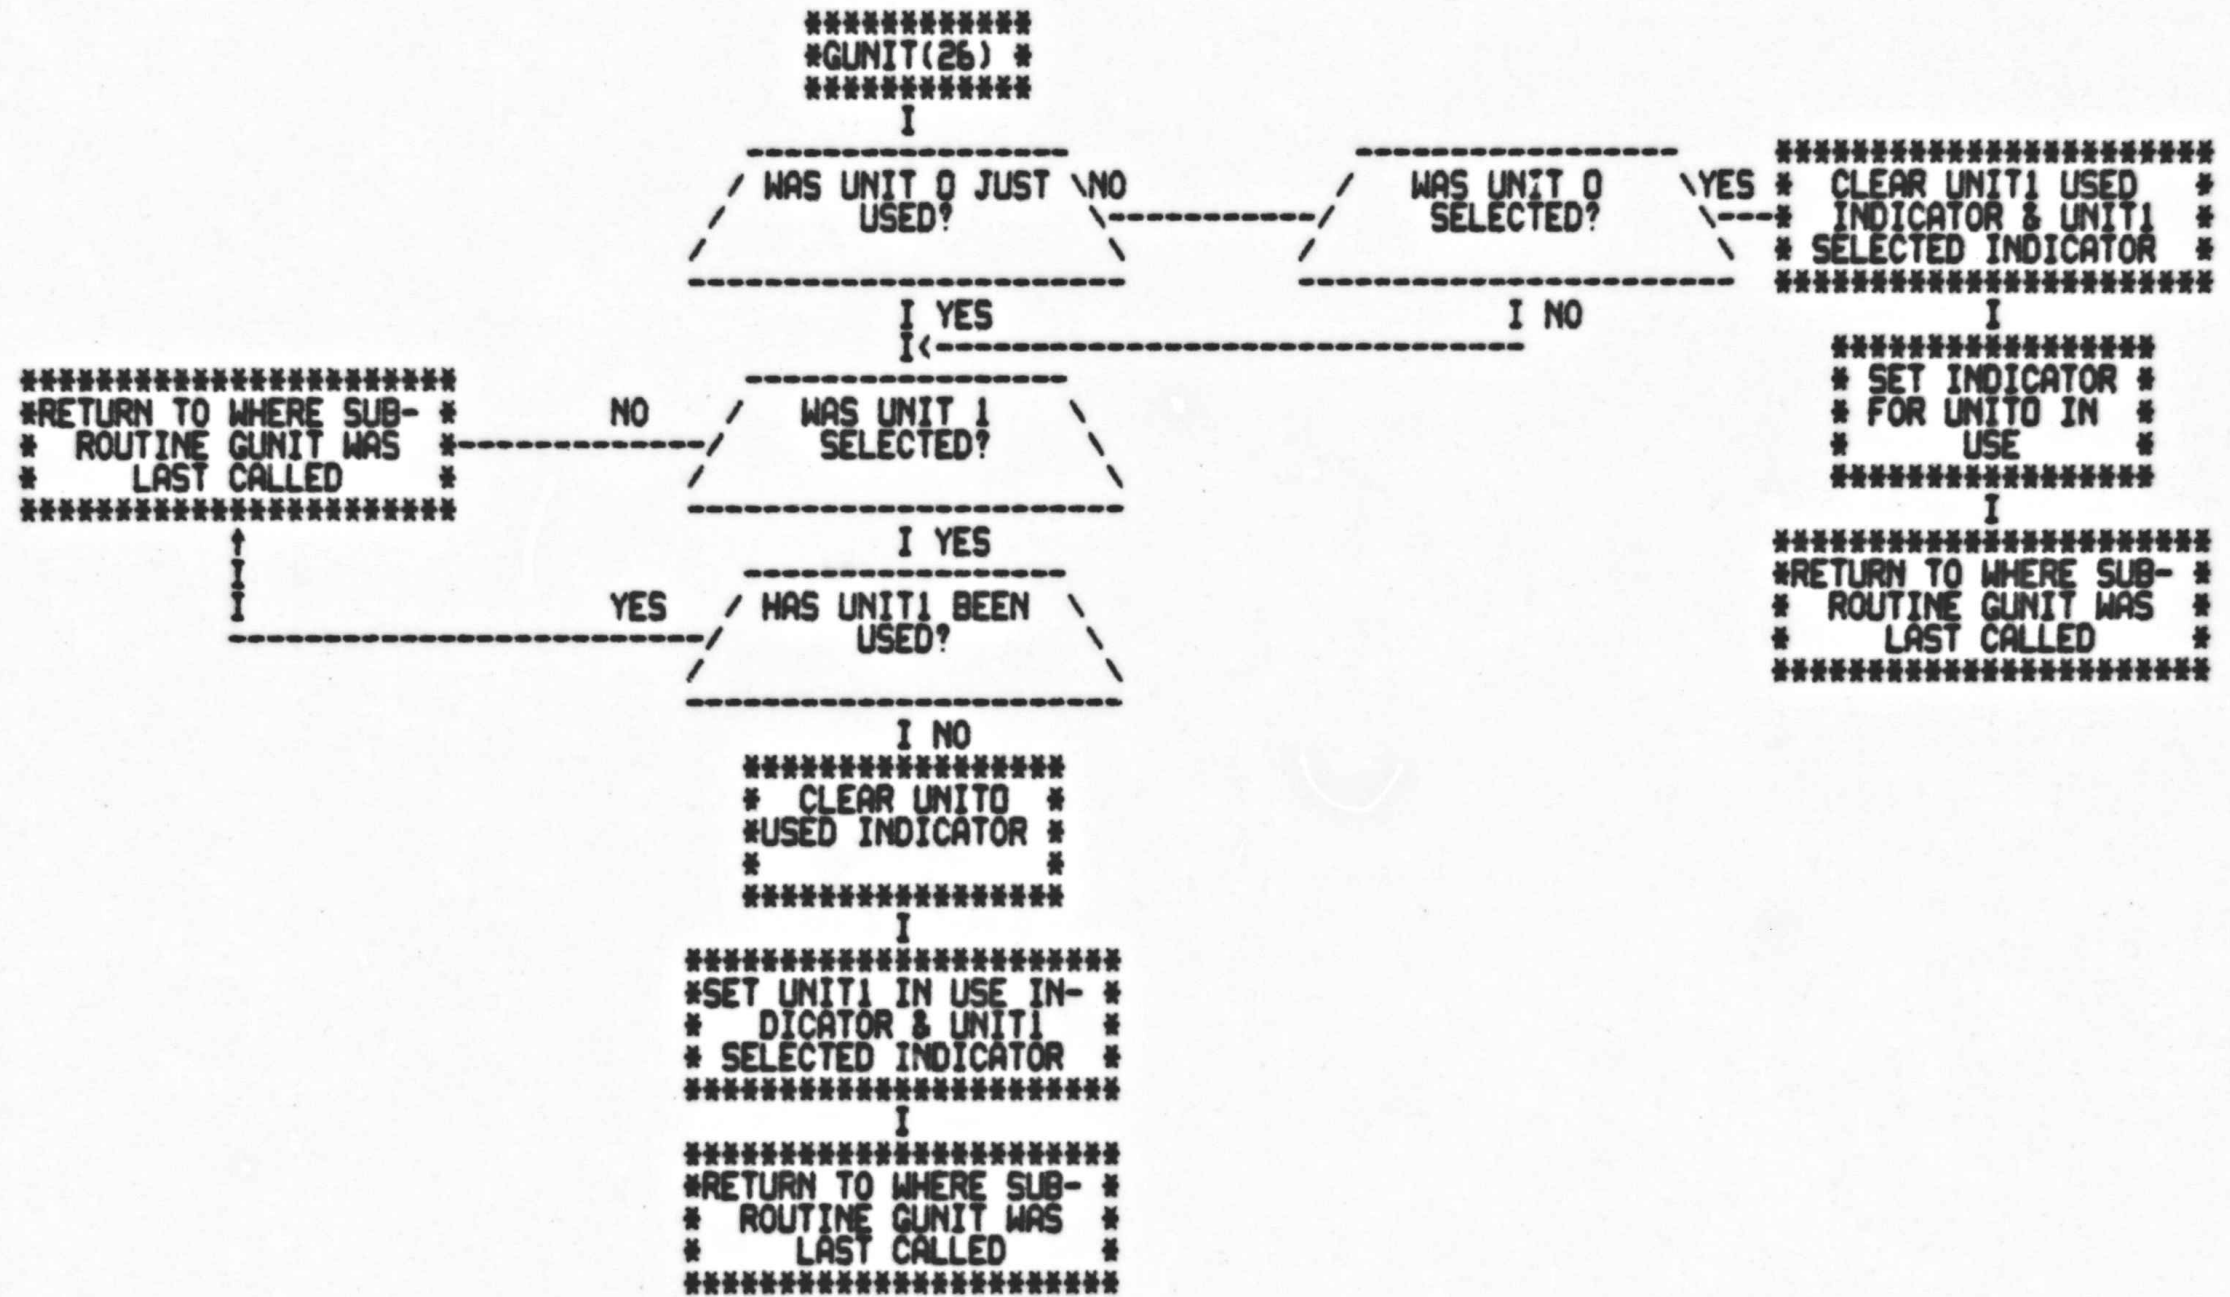 GUNIT(26)
WAS UNIT 0 JUST
USED?
NO
WAS UNIT 0
SELECTED?
YES
CLEAR UNIT1 USED
INDICATOR & UNIT1
SELECTED INDICATOR
I YES
I NO
SET INDICATOR
FOR UNIT0 IN
USE
RETURN TO WHERE SUB-
ROUTINE GUNIT WAS
LAST CALLED
NO
WAS UNIT 1
SELECTED?
RETURN TO WHERE SUB-
ROUTINE GUNIT WAS
LAST CALLED
I YES
YES
HAS UNIT1 BEEN
USED?
I NO
CLEAR UNIT0
USED INDICATOR
SET UNIT1 IN USE IN-
DICATOR & UNIT1
SELECTED INDICATOR
RETURN TO WHERE SUB-
ROUTINE GUNIT WAS
LAST CALLED